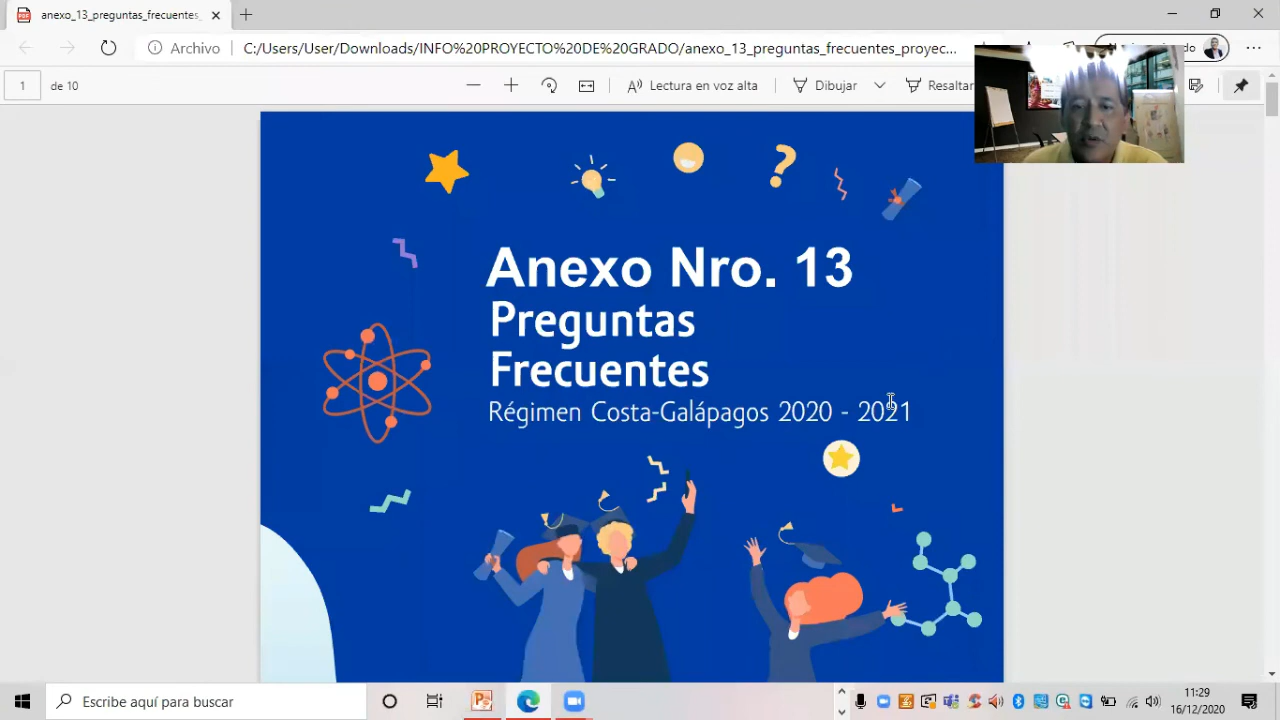 anexo_13_preguntas_frecuentes_
Archivo
C:/Users/User/Downloads/INFO%20PROYECTO%20DE%20GRADO/anexo_13_preguntas_frecuentes_proyec...
1 de 10
Lectura en voz alta
Dibujar
Resaltar
Anexo Nro. 13
Preguntas
Frecuentes
Régimen Costa-Galápagos 2020 - 2021
Escribe aquí para buscar
11:29
16/12/2020